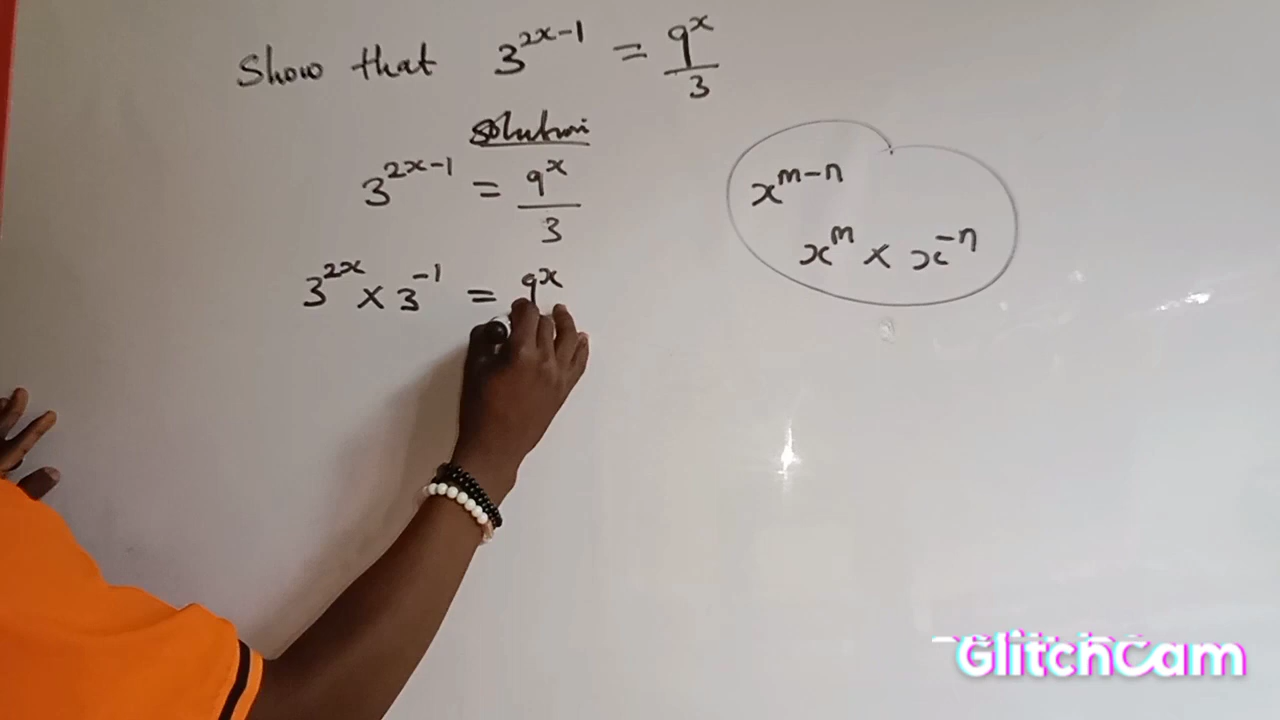 Show that 3^{2x-1} = 9^x/3
Solution
3^{2x-1} = 9^x/3
3^{2x} × 3^{-1} = 9^x
x^{m-n}
x^m × x^{-n}
GlitchCam